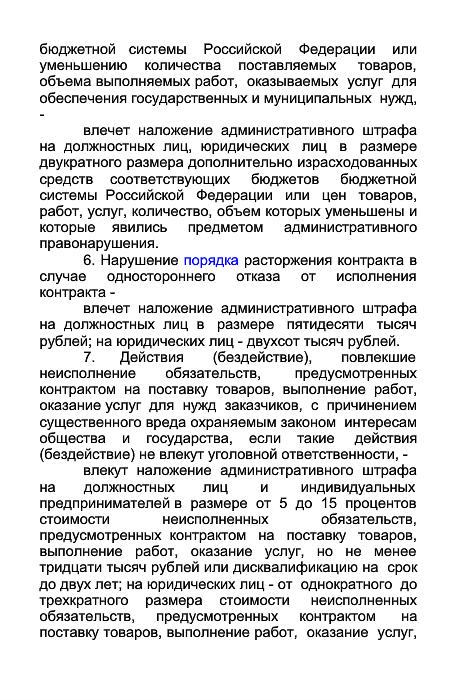 бюджетной системы Российской Федерации или
уменьшению количества поставляемых товаров,
объема выполняемых работ, оказываемых услуг для
обеспечения государственных и муниципальных нужд,
-
влечет наложение административного штрафа
на должностных лиц, юридических лиц в размере
двукратного размера дополнительно израсходованных
средств соответствующих бюджетов бюджетной
системы Российской Федерации или цен товаров,
работ, услуг, количество, объем которых уменьшены и
которые явились предметом административного
правонарушения.
6. Нарушение порядка расторжения контракта в
случае одностороннего отказа от исполнения
контракта -
влечет наложение административного штрафа
на должностных лиц в размере пятидесяти тысяч
рублей; на юридических лиц - двухсот тысяч рублей.
7. Действия (бездействие), повлекшие
неисполнение обязательств, предусмотренных
контрактом на поставку товаров, выполнение работ,
оказание услуг для нужд заказчиков, с причинением
существенного вреда охраняемым законом интересам
общества и государства, если такие действия
(бездействие) не влекут уголовной ответственности, -
влекут наложение административного штрафа
на должностных лиц и индивидуальных
предпринимателей в размере от 5 до 15 процентов
стоимости неисполненных обязательств,
предусмотренных контрактом на поставку товаров,
выполнение работ, оказание услуг, но не менее
тридцати тысяч рублей или дисквалификацию на срок
до двух лет; на юридических лиц - от однократного до
трехкратного размера стоимости неисполненных
обязательств, предусмотренных контрактом на
поставку товаров, выполнение работ, оказание услуг,